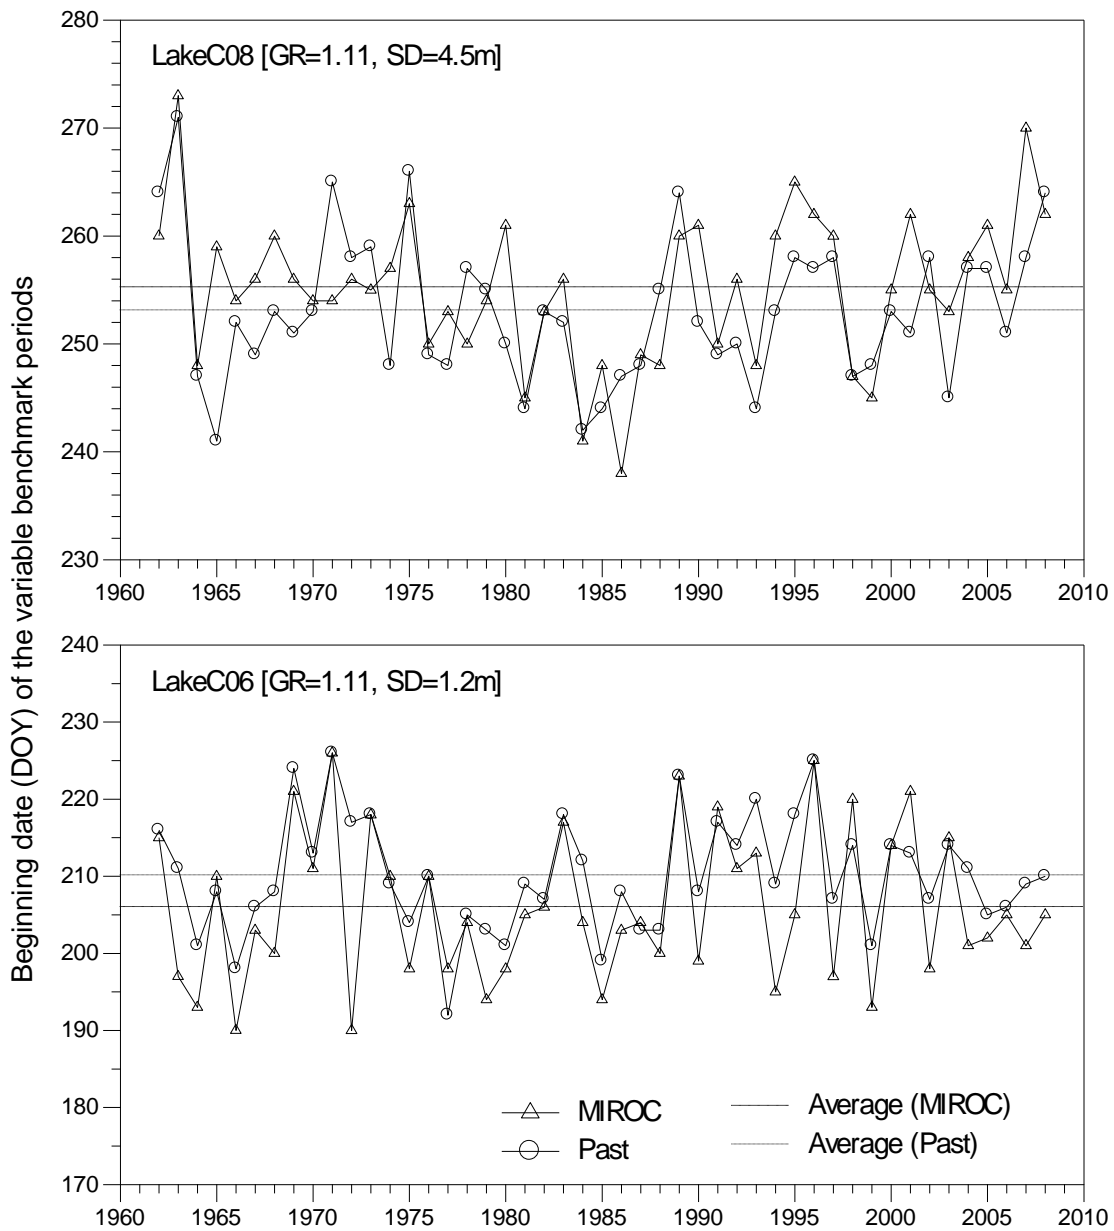 Beginning date (DOY) of the variable benchmark periods
280
LakeC08 [GR=1.11, SD=4.5m]
270
260
250
240
230
1960 1965 1970 1975 1980 1985 1990 1995 2000 2005 2010
240
LakeC06 [GR=1.11, SD=1.2m]
230
220
210
200
190
180
170
MIROC Average (MIROC)
Past Average (Past)
1960 1965 1970 1975 1980 1985 1990 1995 2000 2005 2010